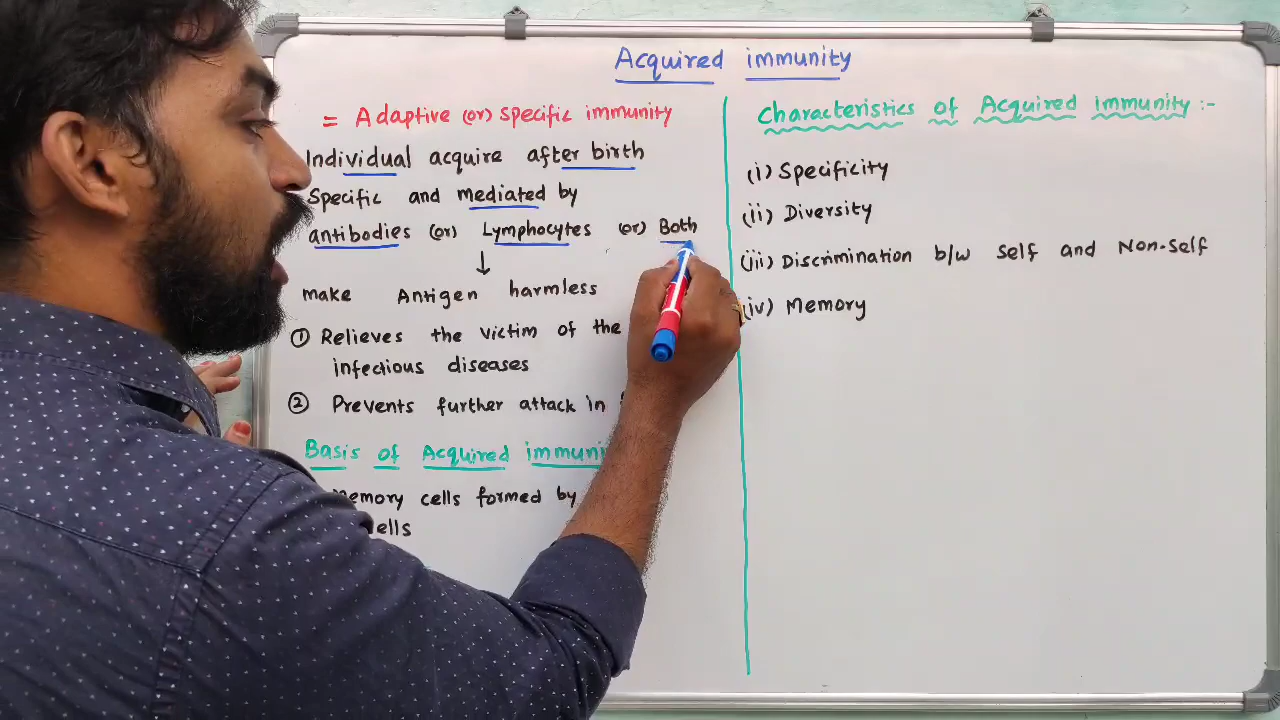 Acquired immunity
= Adaptive (or) specific immunity
Individual acquire after birth
Specific and mediated by
antibodies (or) Lymphocytes (or) Both
↓
make Antigen harmless
① Relieves the victim of the
infectious diseases
② Prevents further attack in
Basis of Acquired
memory cells formed by
characteristics of Acquired immunity :-
(i) Specificity
(ii) Diversity
(iii) Discrimination b/w self and Non-self
(iv) Memory